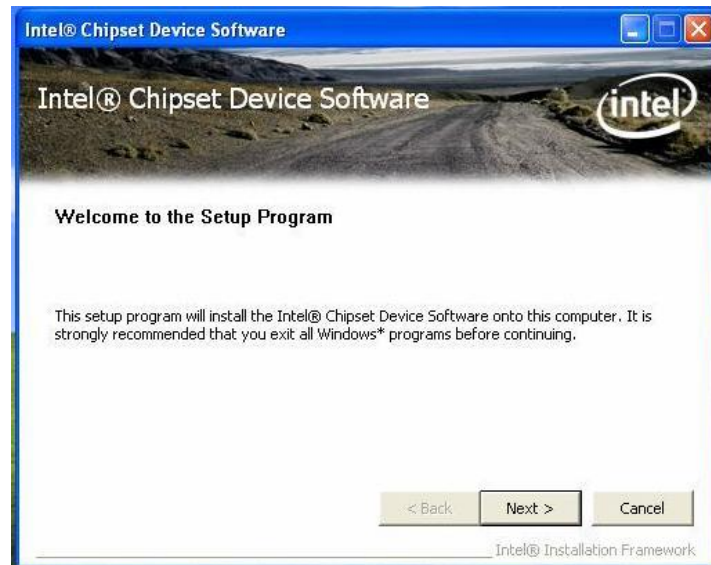 Intel® Chipset Device Software
Intel® Chipset Device Software
intel
Welcome to the Setup Program
This setup program will install the Intel® Chipset Device Software onto this computer. It is
strongly recommended that you exit all Windows* programs before continuing.
< Back Next > Cancel
Intel® Installation Framework